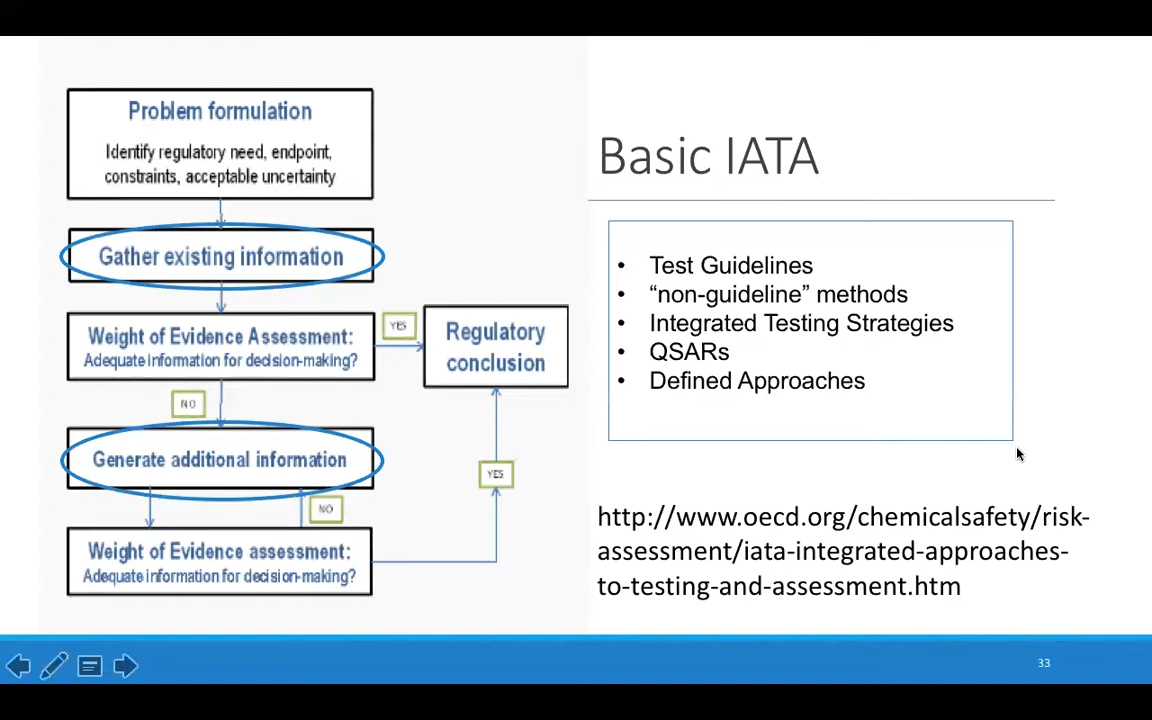 Problem formulation
Identify regulatory need, endpoint,
constraints, acceptable uncertainty
Gather existing information
Weight of Evidence Assessment:
Adequate information for decision-making?
YES
Regulatory
conclusion
NO
Generate additional information
YES
NO
Weight of Evidence assessment:
Adequate information for decision-making?
Basic IATA
• Test Guidelines
• “non-guideline” methods
• Integrated Testing Strategies
• QSARs
• Defined Approaches
http://www.oecd.org/chemicalsafety/risk-
assessment/iata-integrated-approaches-
to-testing-and-assessment.htm
33